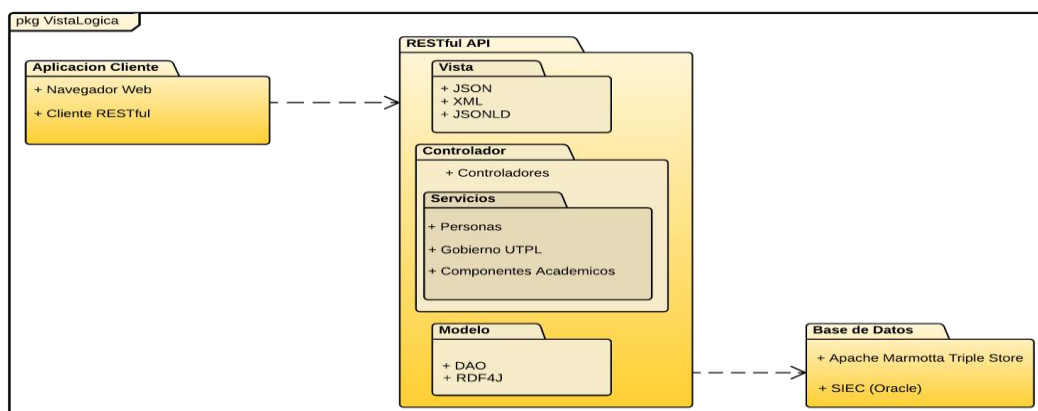 pkg VistaLogica
Aplicacion Cliente
+ Navegador Web
+ Cliente RESTful
RESTful API
Vista
+ JSON
+ XML
+ JSONLD
Controlador
+ Controladores
Servicios
+ Personas
+ Gobierno UTPL
+ Componentes Academicos
Modelo
+ DAO
+ RDF4J
Base de Datos
+ Apache Marmotta Triple Store
+ SIEC (Oracle)